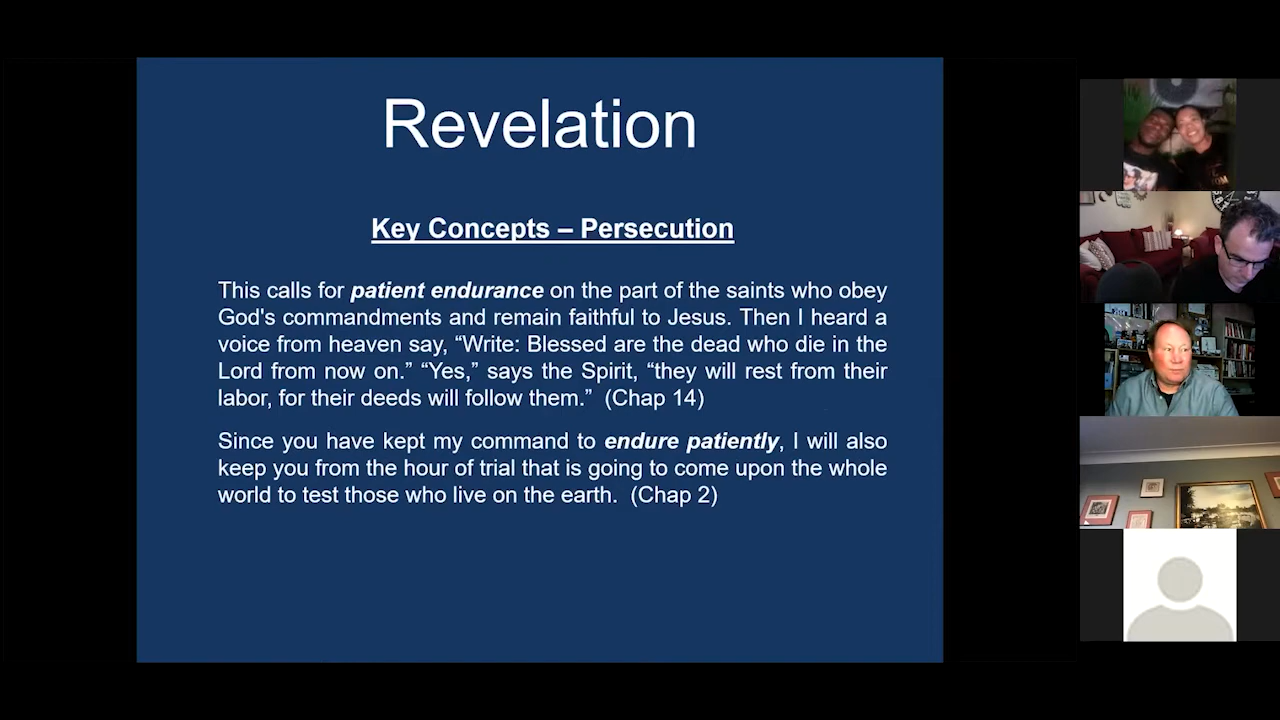 Revelation
Key Concepts – Persecution
This calls for patient endurance on the part of the saints who obey
God's commandments and remain faithful to Jesus. Then I heard a
voice from heaven say, “Write: Blessed are the dead who die in the
Lord from now on.” “Yes,” says the Spirit, “they will rest from their
labor, for their deeds will follow them.” (Chap 14)
Since you have kept my command to endure patiently, I will also
keep you from the hour of trial that is going to come upon the whole
world to test those who live on the earth. (Chap 2)